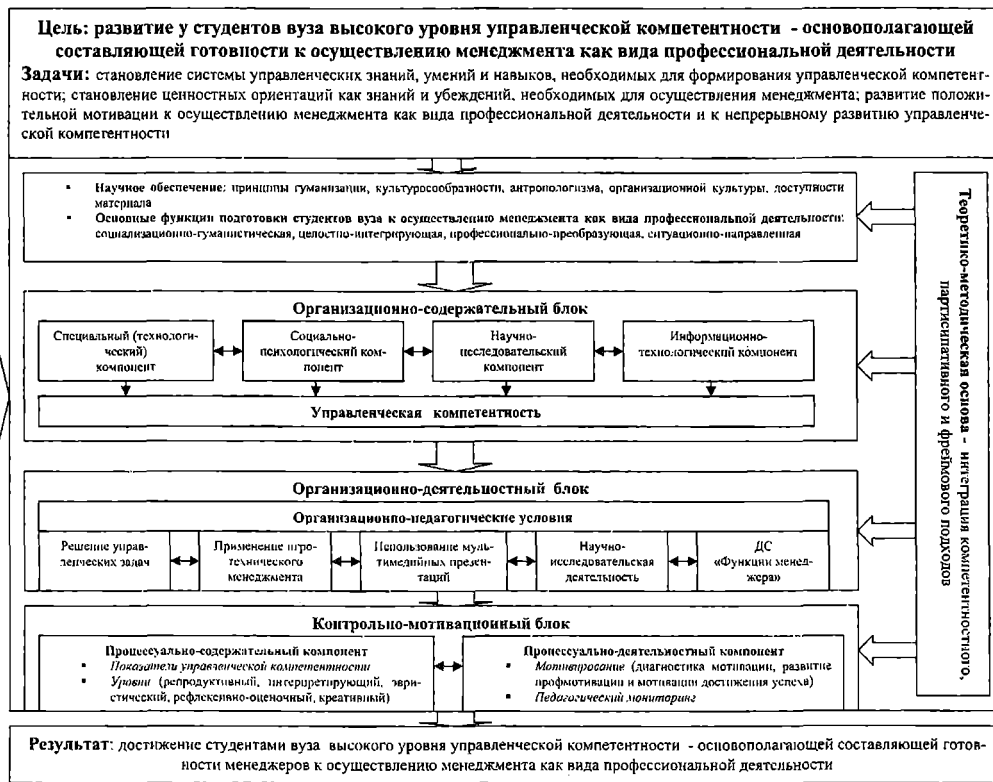 Цель: развитие у студентов вуза высокого уровня управленческой компетентности - основополагающей
составляющей готовности к осуществлению менеджмента как вида профессиональной деятельности
Задачи: становление системы управленческих знаний, умений и навыков, необходимых для формирования управленческой компетент-
ности; становление ценностных ориентаций как знаний и убеждений, необходимых для осуществления менеджмента; развитие положи-
тельной мотивации к осуществлению менеджмента как вида профессиональной деятельности и к непрерывному развитию управленче-
ской компетентности
▪ Научное обеспечение: принципы гуманизации, культуросообразности, антропологизма, организационной культуры, доступности
материала
▪ Основные функции подготовки студентов вуза к осуществлению менеджмента как вида профессиональной деятельности:
социализационно-гуманистическая, целостно-интегрирующая, профессионально-преобразующая, ситуационно-направленная
Организационно-содержательный блок
Специальный (технологи-
ческий)
компонент
Социально-
психологический ком-
понент
Научно-
исследовательский
компонент
Информационно-
технологический компонент
Управленческая компетентность
Организационно-деятельностный блок
Организационно-педагогические условия
Решение управ-
ленческих задач
Применение игро-
технического
менеджмента
Использование муль-
тимедийных презен-
таций
Научно-
исследовательская
деятельность
ДС
«Функции менед-
жера»
Контрольно-мотивационный блок
Процессуально-содержательный компонент
▪ Показатели управленческой компетентности
▪ Уровни (репродуктивный, интерпретирующий, эври-
стический, рефлексивно-оценочный, креативный)
Процессуально-деятельностный компонент
▪ Мотивирование (диагностика мотивации, развитие
профмотивации и мотивации достижения успеха)
▪ Педагогический мониторинг
Теоретико-методическая основа - интеграция компетентностного,
партисипативного и фреймового подходов
Результат: достижение студентами вуза высокого уровня управленческой компетентности - основополагающей составляющей готов-
ности менеджеров к осуществлению менеджмента как вида профессиональной деятельности